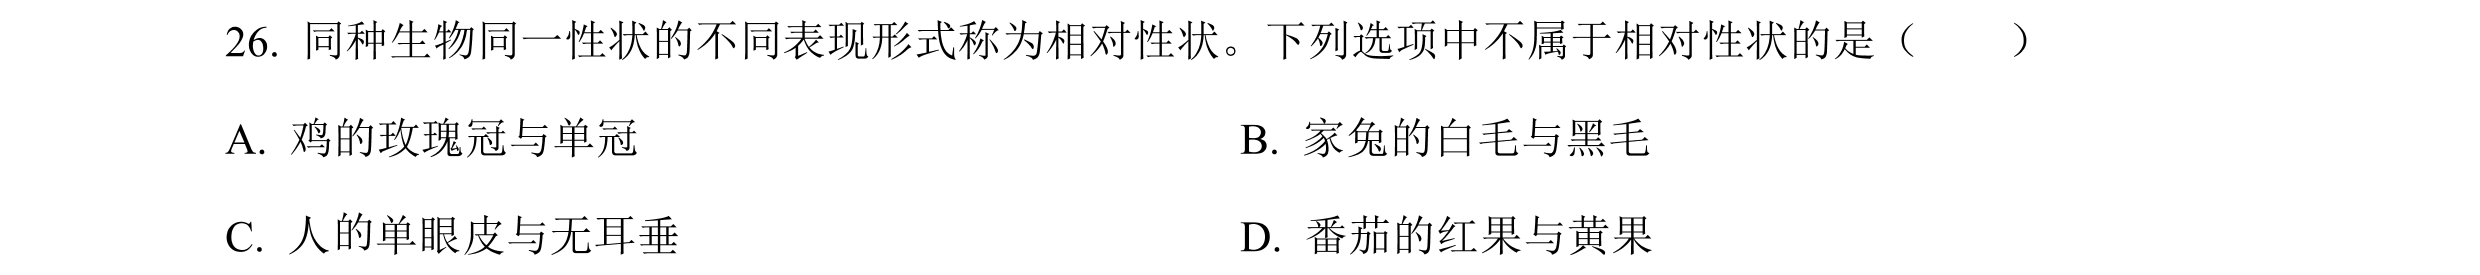 26. 同种生物同一性状的不同表现形式称为相对性状。下列选项中不属于相对性状的是（　　）
A. 鸡的玫瑰冠与单冠　　B. 家兔的白毛与黑毛
C. 人的单眼皮与无耳垂　　D. 番茄的红果与黄果